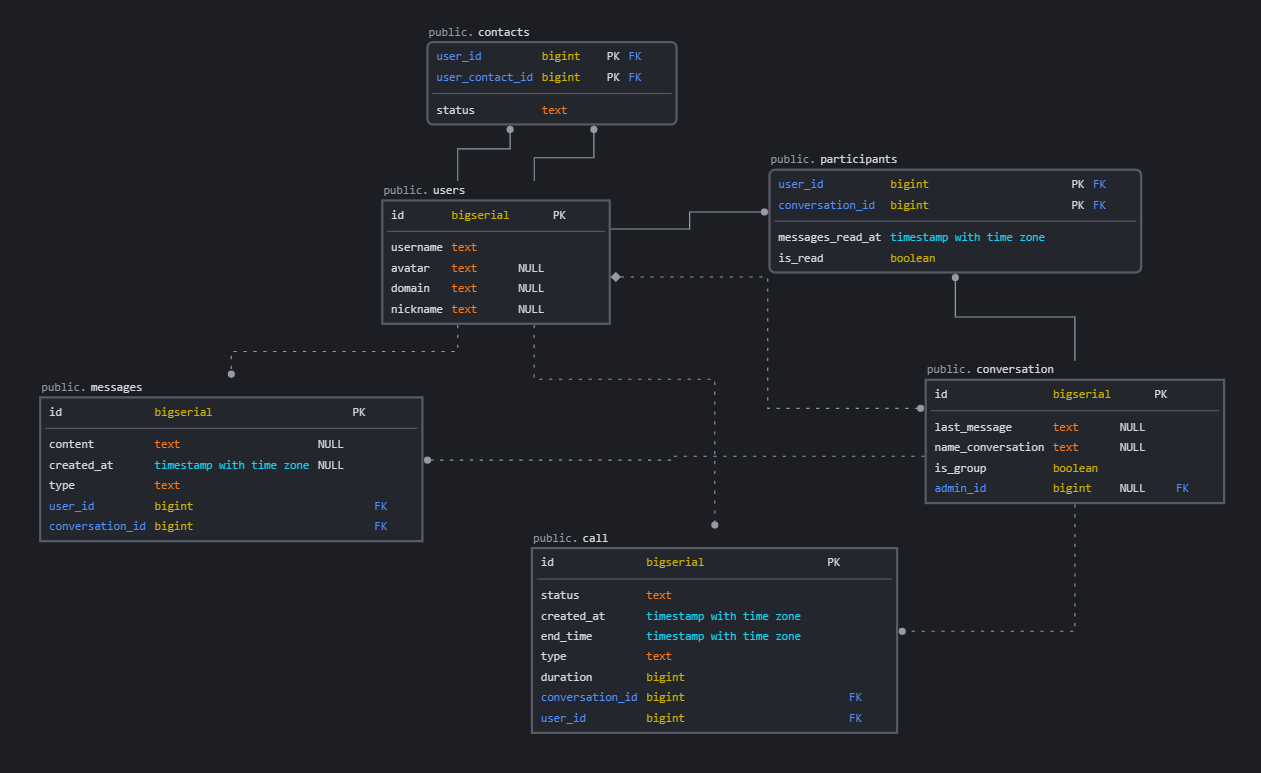 public. contacts
user_id bigint PK FK
user_contact_id bigint PK FK
status text
public. participants
user_id bigint PK FK
conversation_id bigint PK FK
messages_read_at timestamp with time zone
is_read boolean
public. users
id bigserial PK
username text
avatar text NULL
domain text NULL
nickname text NULL
public. conversation
id bigserial PK
last_message text NULL
name_conversation text NULL
is_group boolean
admin_id bigint NULL FK
public. messages
id bigserial PK
content text NULL
created_at timestamp with time zone NULL
type text
user_id bigint FK
conversation_id bigint FK
public. call
id bigserial PK
status text
created_at timestamp with time zone
end_time timestamp with time zone
type text
duration bigint
conversation_id bigint FK
user_id bigint FK